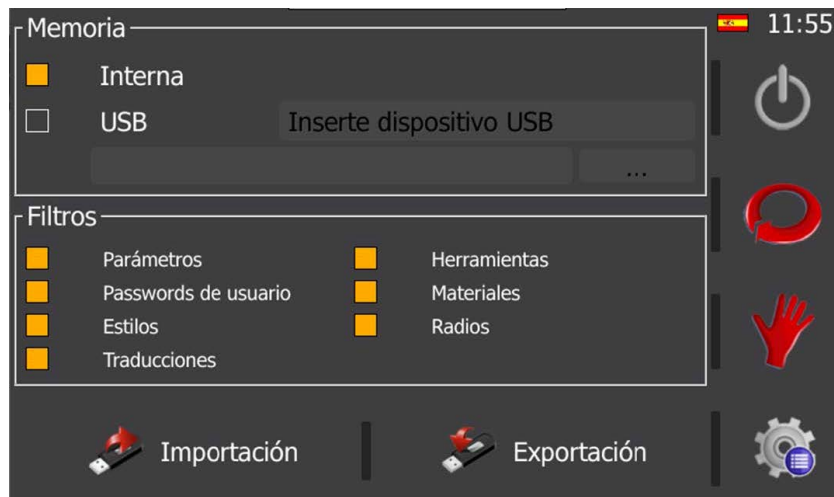 Memoria
11:55
Interna
USB
Inserte dispositivo USB
...
Filtros
Parámetros
Herramientas
Passwords de usuario
Materiales
Estilos
Radios
Traducciones
Importación
Exportación